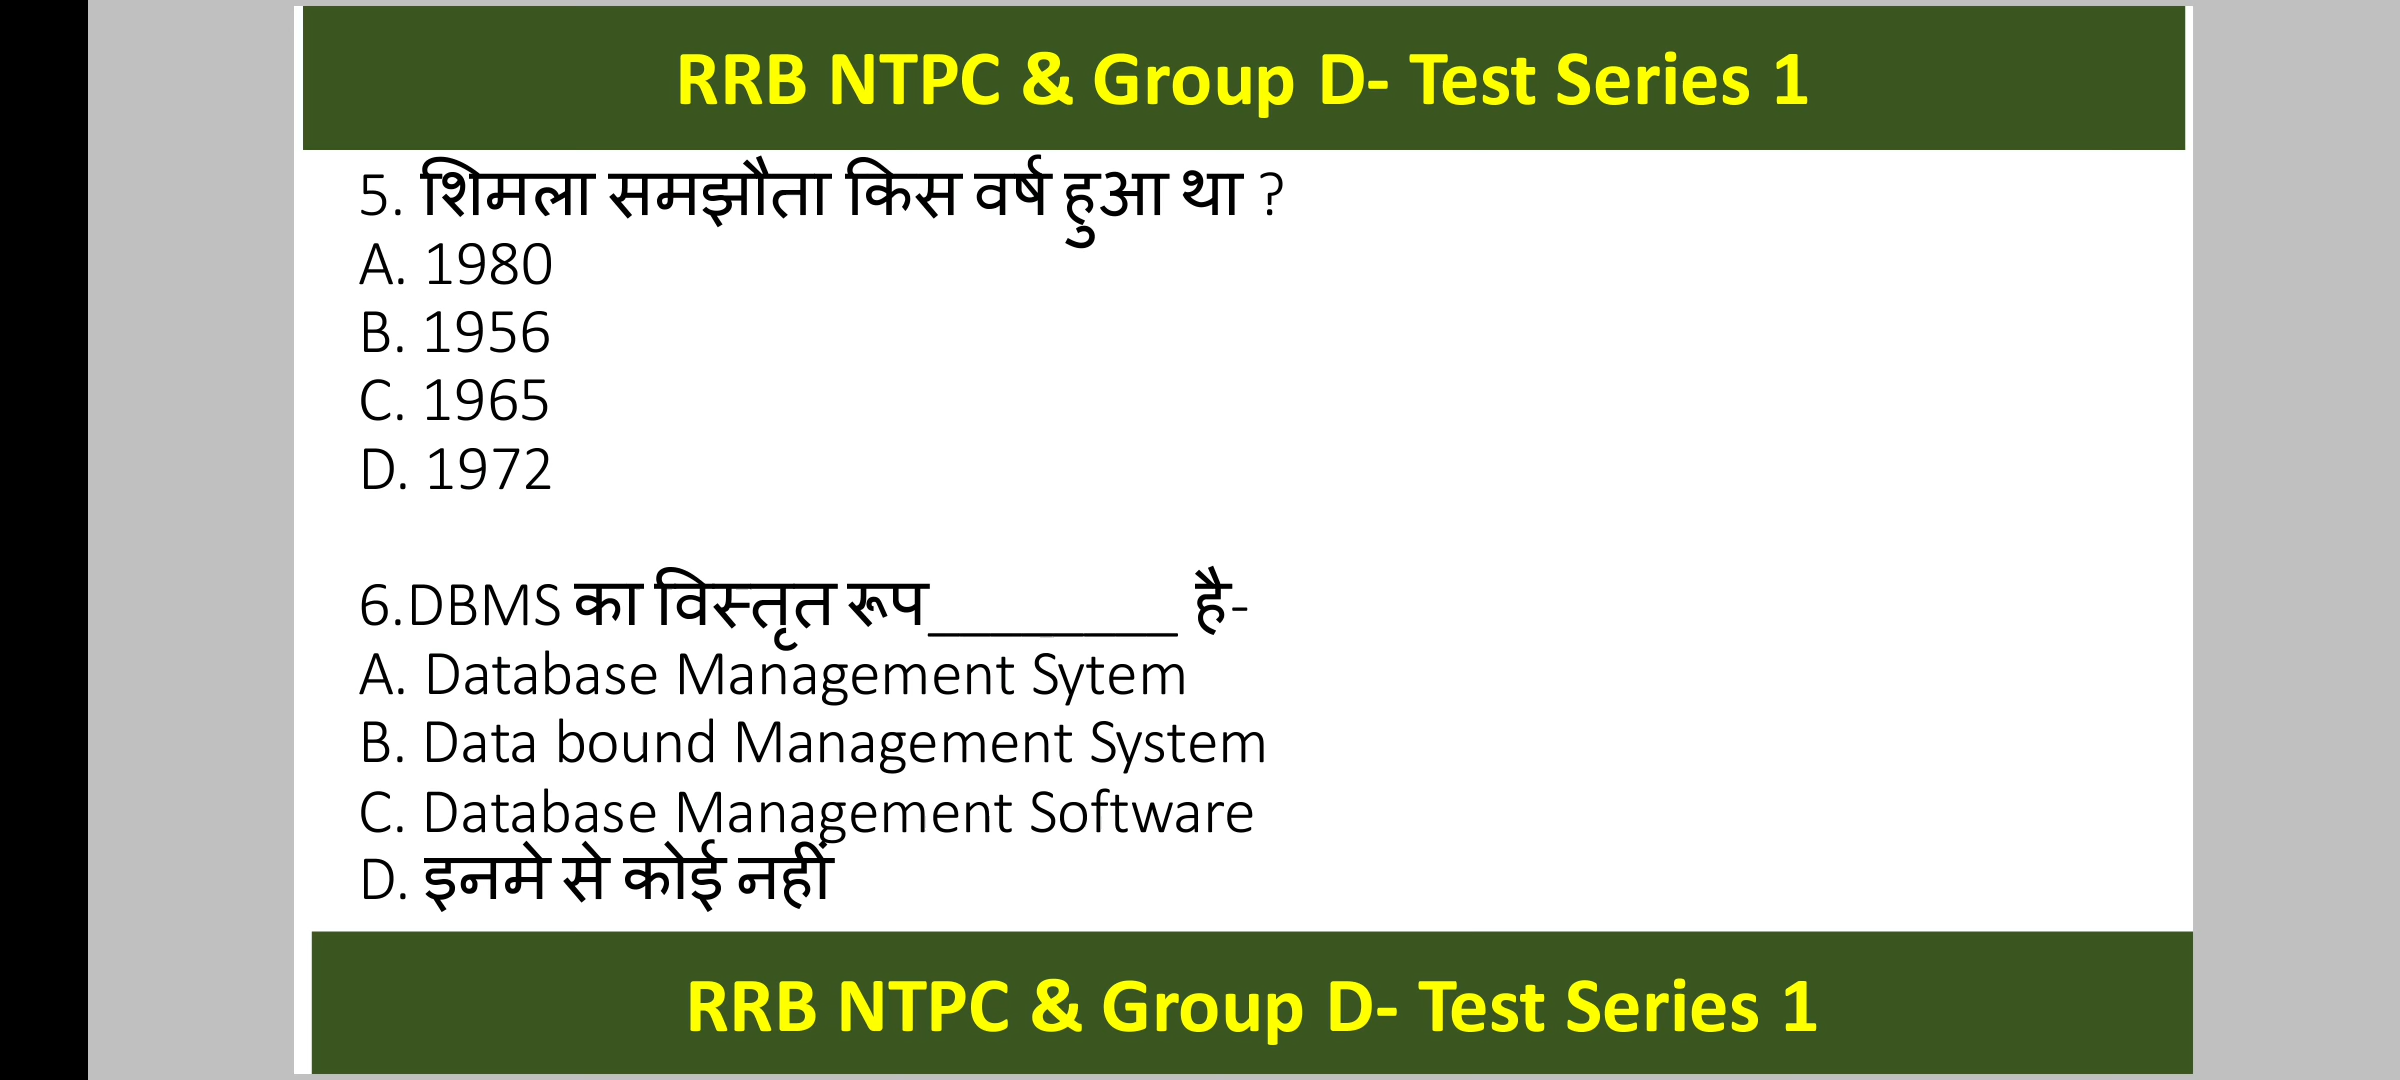 RRB NTPC & Group D- Test Series 1
5. शिमला समझौता किस वर्ष हुआ था ?
A. 1980
B. 1956
C. 1965
D. 1972
6.DBMS का विस्तृत रूप________ है-
A. Database Management Sytem
B. Data bound Management System
C. Database Management Software
D. इनमे से कोई नहीं
RRB NTPC & Group D- Test Series 1